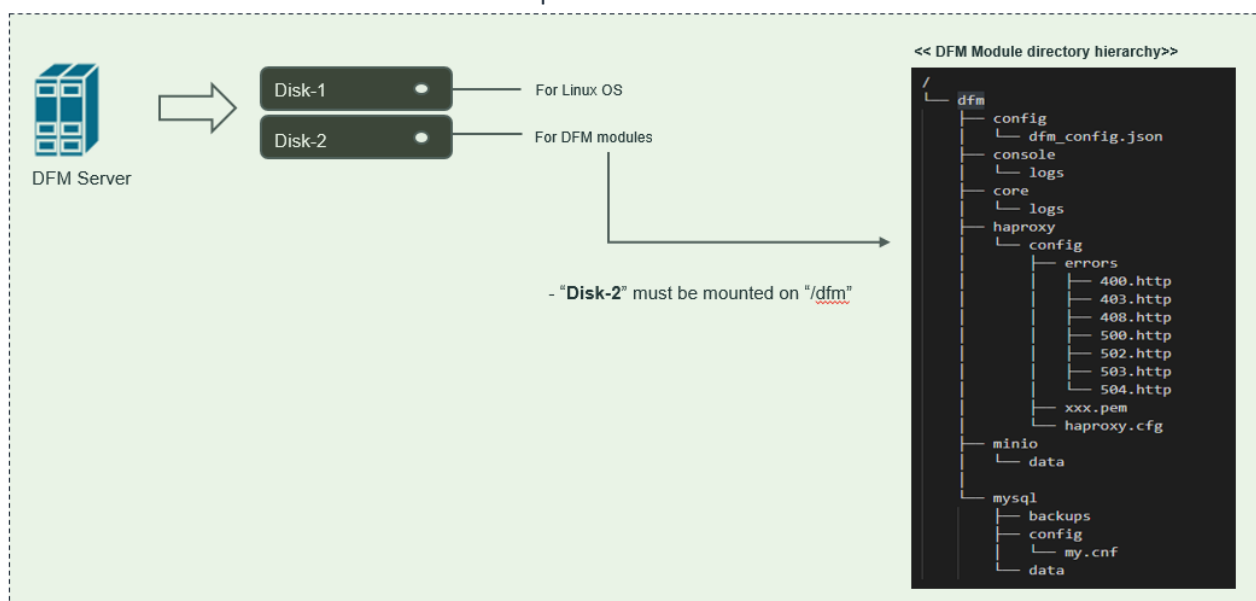 DFM Server
Disk-1
For Linux OS
Disk-2
For DFM modules
- “Disk-2” must be mounted on “/dfm”
<< DFM Module directory hierarchy>>
/
└── dfm
├── config
│ └── dfm_config.json
├── console
│ └── logs
├── core
│ └── logs
├── haproxy
│ └── config
│ ├── errors
│ │ ├── 400.http
│ │ ├── 403.http
│ │ ├── 408.http
│ │ ├── 500.http
│ │ ├── 502.http
│ │ ├── 503.http
│ │ └── 504.http
│ ├── xxx.pem
│ └── haproxy.cfg
├── minio
│ └── data
│
└── mysql
├── backups
├── config
│ └── my.cnf
└── data